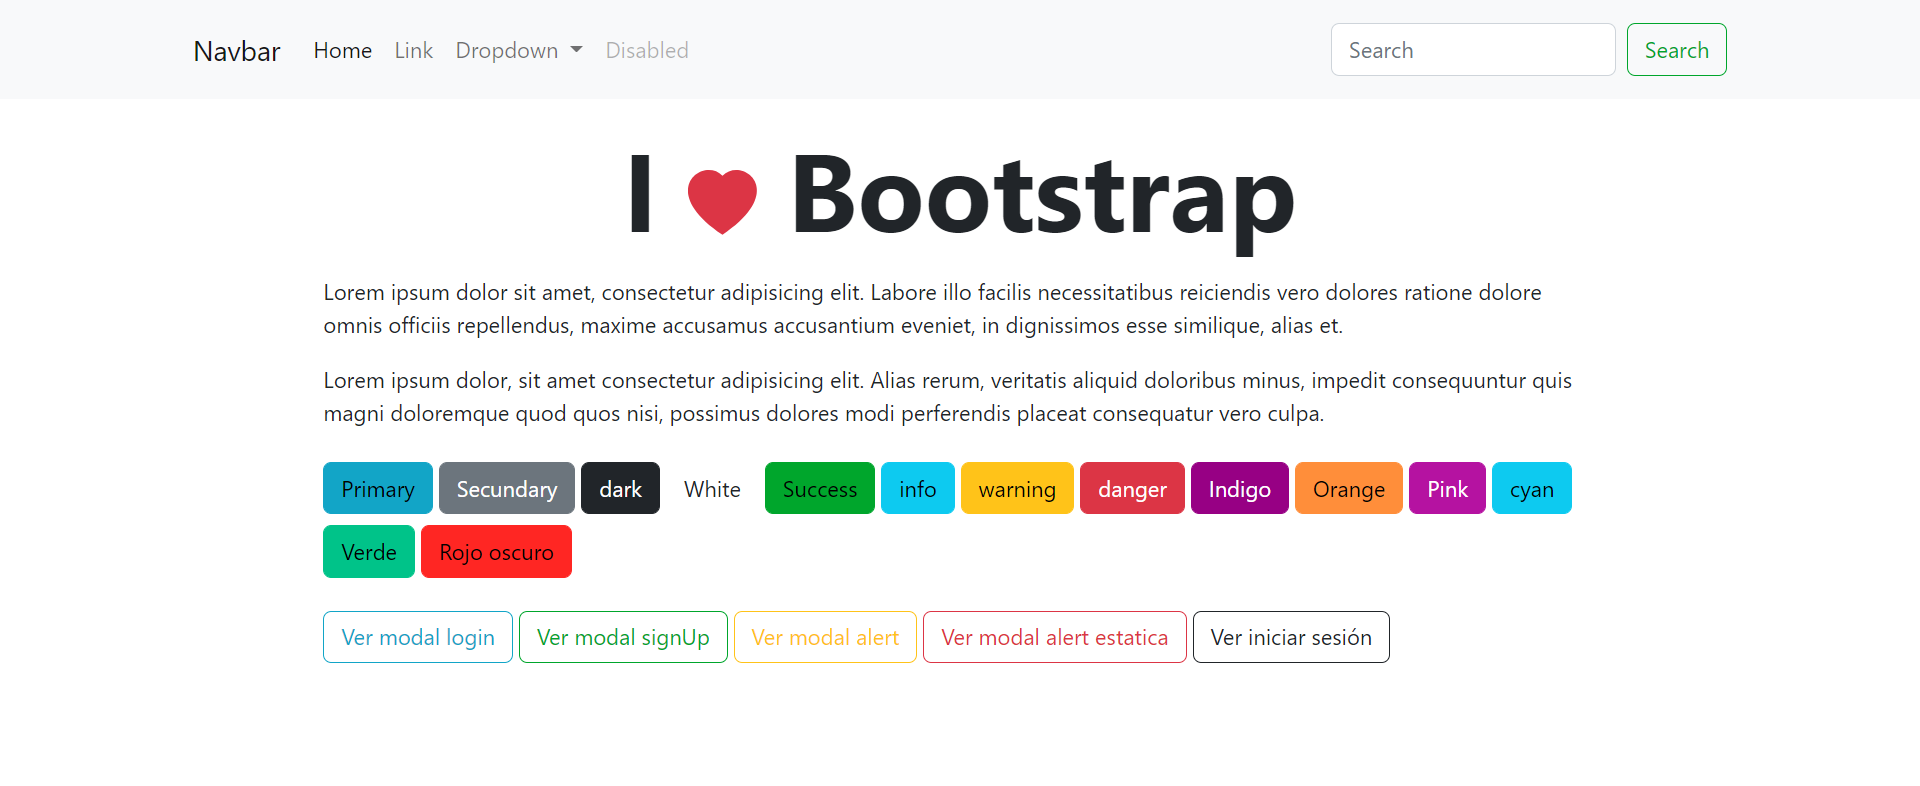 Navbar Home Link Dropdown Disabled Search Search
I Bootstrap
Lorem ipsum dolor sit amet, consectetur adipisicing elit. Labore illo facilis necessitatibus reiciendis vero dolores ratione dolore
omnis officiis repellendus, maxime accusamus accusantium eveniet, in dignissimos esse similique, alias et.
Lorem ipsum dolor, sit amet consectetur adipisicing elit. Alias rerum, veritatis aliquid doloribus minus, impedit consequuntur quis
magni doloremque quod quos nisi, possimus dolores modi perferendis placeat consequatur vero culpa.
Primary Secundary dark White Success info warning danger Indigo Orange Pink cyan
Verde Rojo oscuro
Ver modal login Ver modal signUp Ver modal alert Ver modal alert estatica Ver iniciar sesión